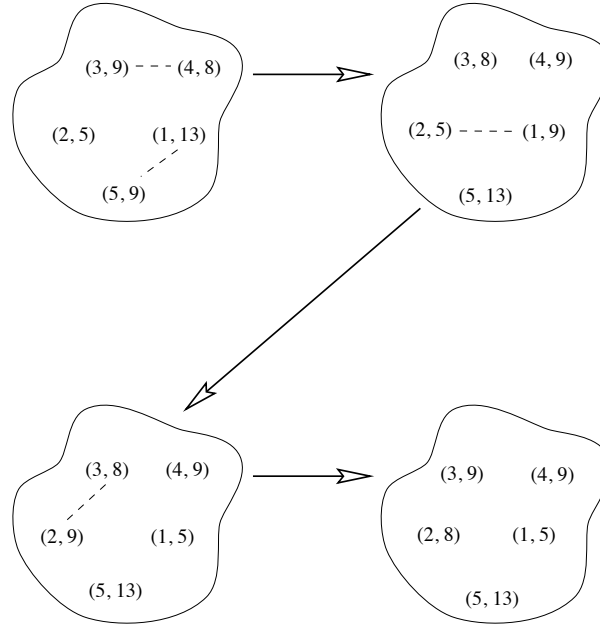 (3, 9) (4, 8)
(2, 5) (1, 13)
(5, 9)
(3, 8) (4, 9)
(2, 5) (1, 9)
(5, 13)
(3, 8) (4, 9)
(2, 9) (1, 5)
(5, 13)
(3, 9) (4, 9)
(2, 8) (1, 5)
(5, 13)